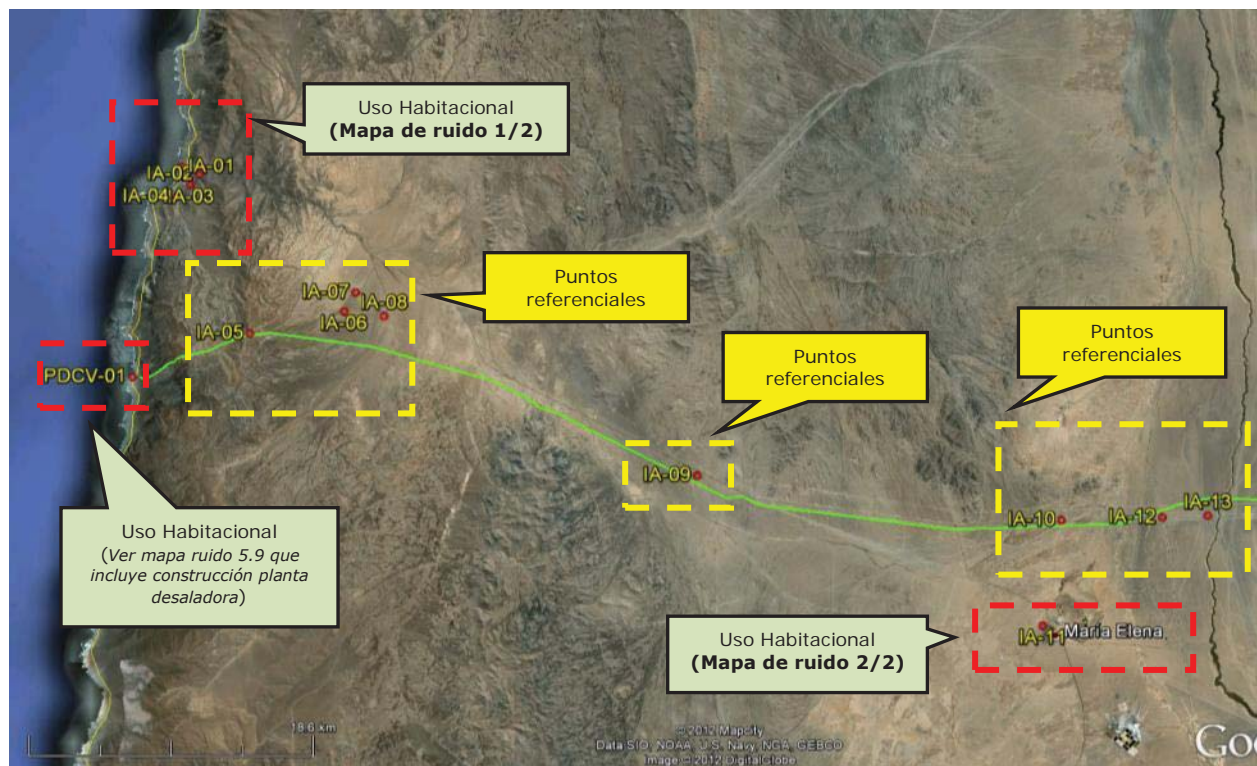 Uso Habitacional
(Mapa de ruido 1/2)
IA-02
IA-01
IA-04
IA-03
Puntos
referenciales
IA-07
IA-08
IA-06
IA-05
PDCV-01
Puntos
referenciales
Puntos
referenciales
IA-09
IA-13
IA-10
IA-12
Uso Habitacional
(Ver mapa ruido 5.9 que
incluye construcción planta
desaladora)
Uso Habitacional
(Mapa de ruido 2/2)
IA-11
María Elena
18.6 km
© 2012 Mapcity
Data SIO, NOAA, U.S. Navy, NGA, GEBCO
Image © 2012 DigitalGlobe
Goo